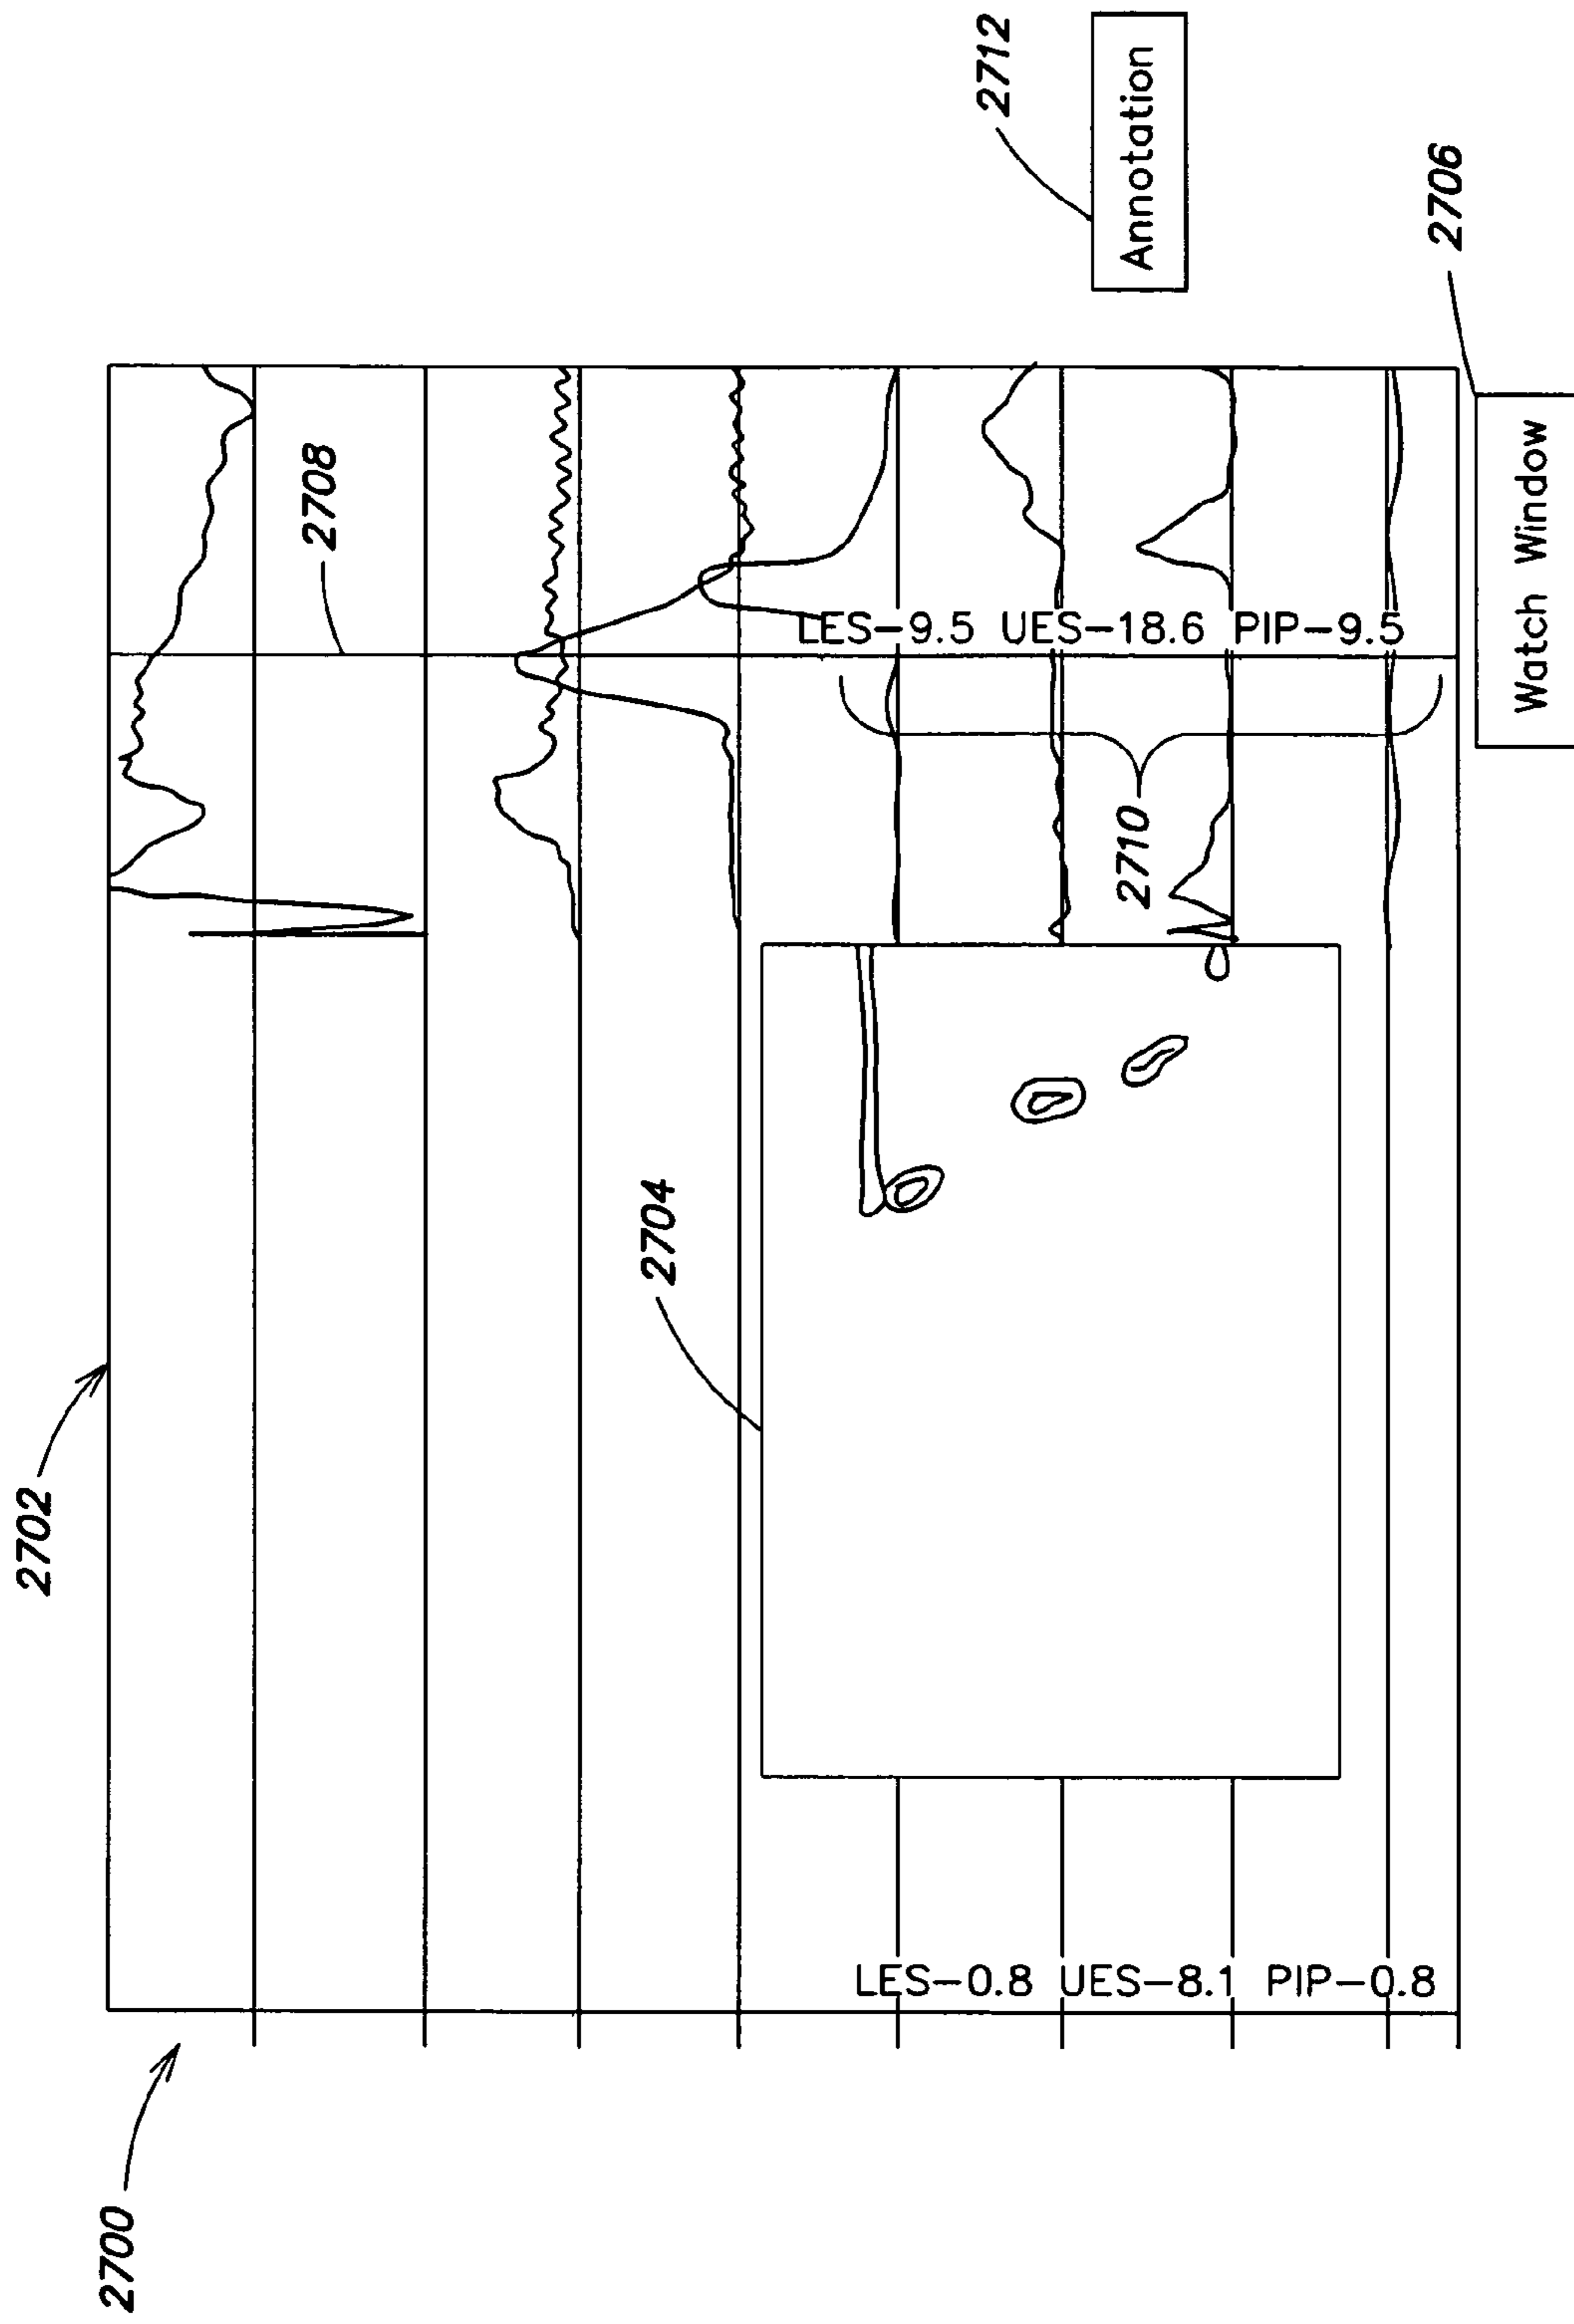 2712
2702
2708
Annotation
2706
LES-9.5 UES-18.6 PIP-9.5
Watch Window
2710
2704
LES-0.8 UES-8.1 PIP-0.8
2700